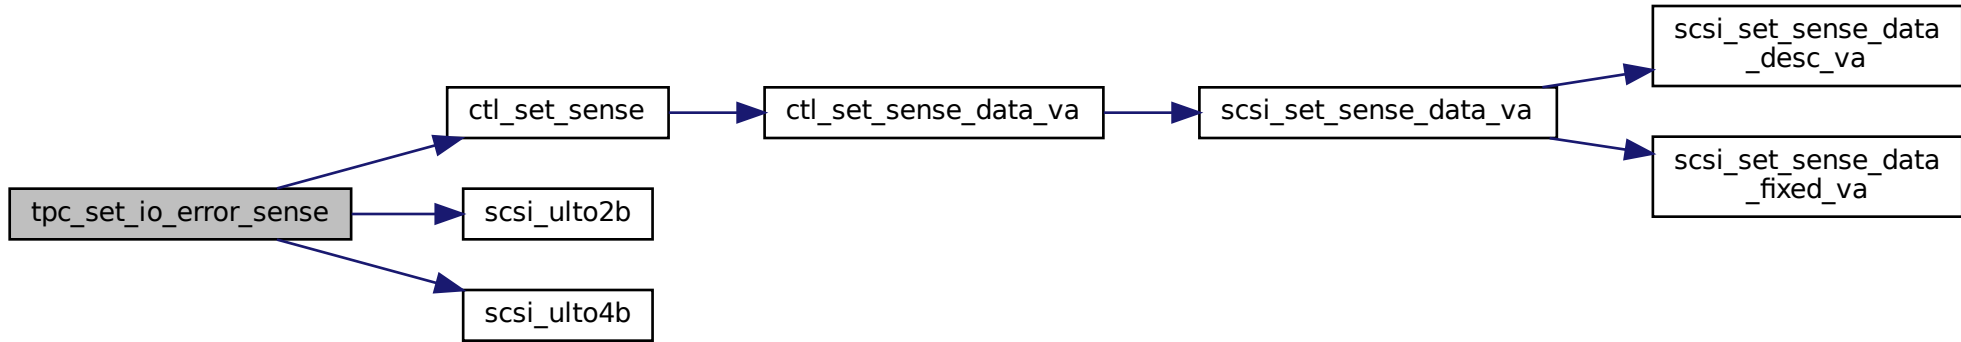 tpc_set_io_error_sense
ctl_set_sense
scsi_ulto2b
scsi_ulto4b
ctl_set_sense_data_va
scsi_set_sense_data_va
scsi_set_sense_data
_desc_va
scsi_set_sense_data
_fixed_va